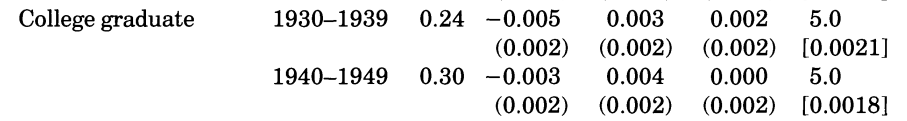 College graduate 1930–1939 0.24 −0.005 0.003 0.002 5.0
(0.002) (0.002) (0.002) [0.0021]
1940–1949 0.30 −0.003 0.004 0.000 5.0
(0.002) (0.002) (0.002) [0.0018]